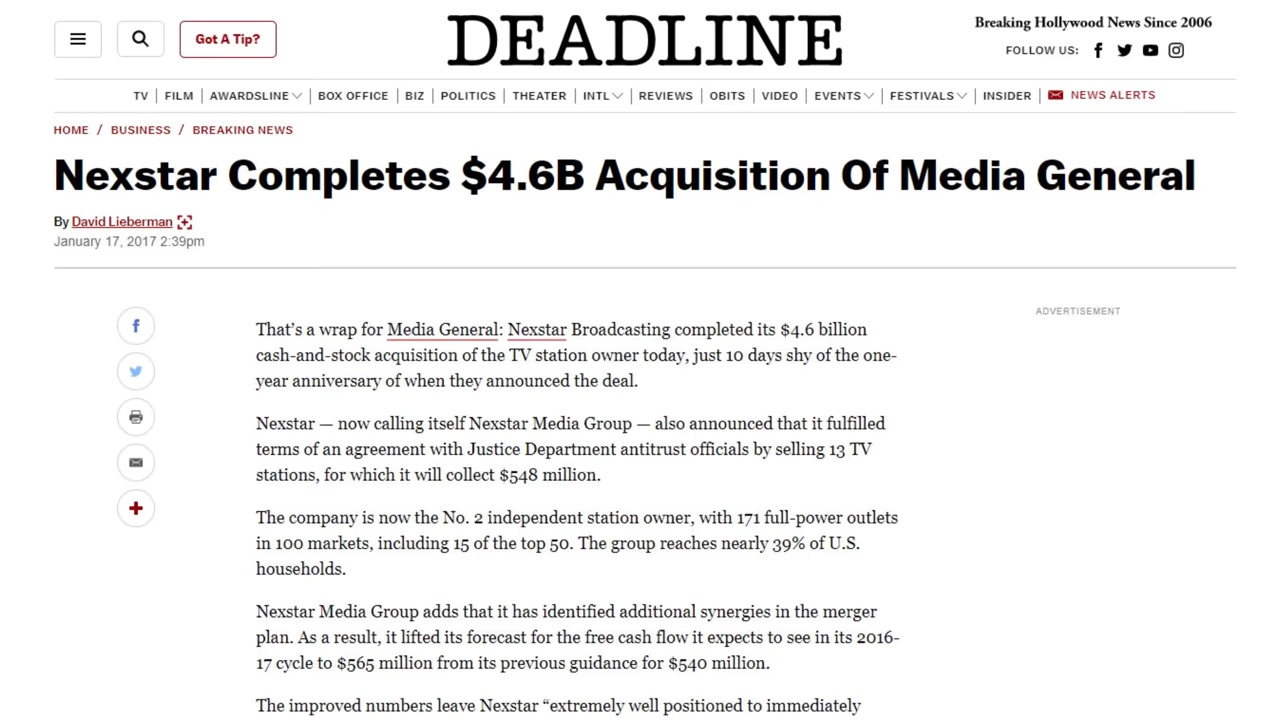 Got A Tip?
DEADLINE
Breaking Hollywood News Since 2006
FOLLOW US:
TV | FILM | AWARDSLINE | BOX OFFICE | BIZ | POLITICS | THEATER | INTL | REVIEWS | OBITS | VIDEO | EVENTS | FESTIVALS | INSIDER | NEWS ALERTS
HOME / BUSINESS / BREAKING NEWS
Nexstar Completes $4.6B Acquisition Of Media General
By David Lieberman
January 17, 2017 2:39pm
ADVERTISEMENT
That's a wrap for Media General: Nexstar Broadcasting completed its $4.6 billion
cash-and-stock acquisition of the TV station owner today, just 10 days shy of the one-
year anniversary of when they announced the deal.
Nexstar — now calling itself Nexstar Media Group — also announced that it fulfilled
terms of an agreement with Justice Department antitrust officials by selling 13 TV
stations, for which it will collect $548 million.
The company is now the No. 2 independent station owner, with 171 full-power outlets
in 100 markets, including 15 of the top 50. The group reaches nearly 39% of U.S.
households.
Nexstar Media Group adds that it has identified additional synergies in the merger
plan. As a result, it lifted its forecast for the free cash flow it expects to see in its 2016-
17 cycle to $565 million from its previous guidance for $540 million.
The improved numbers leave Nexstar “extremely well positioned to immediately